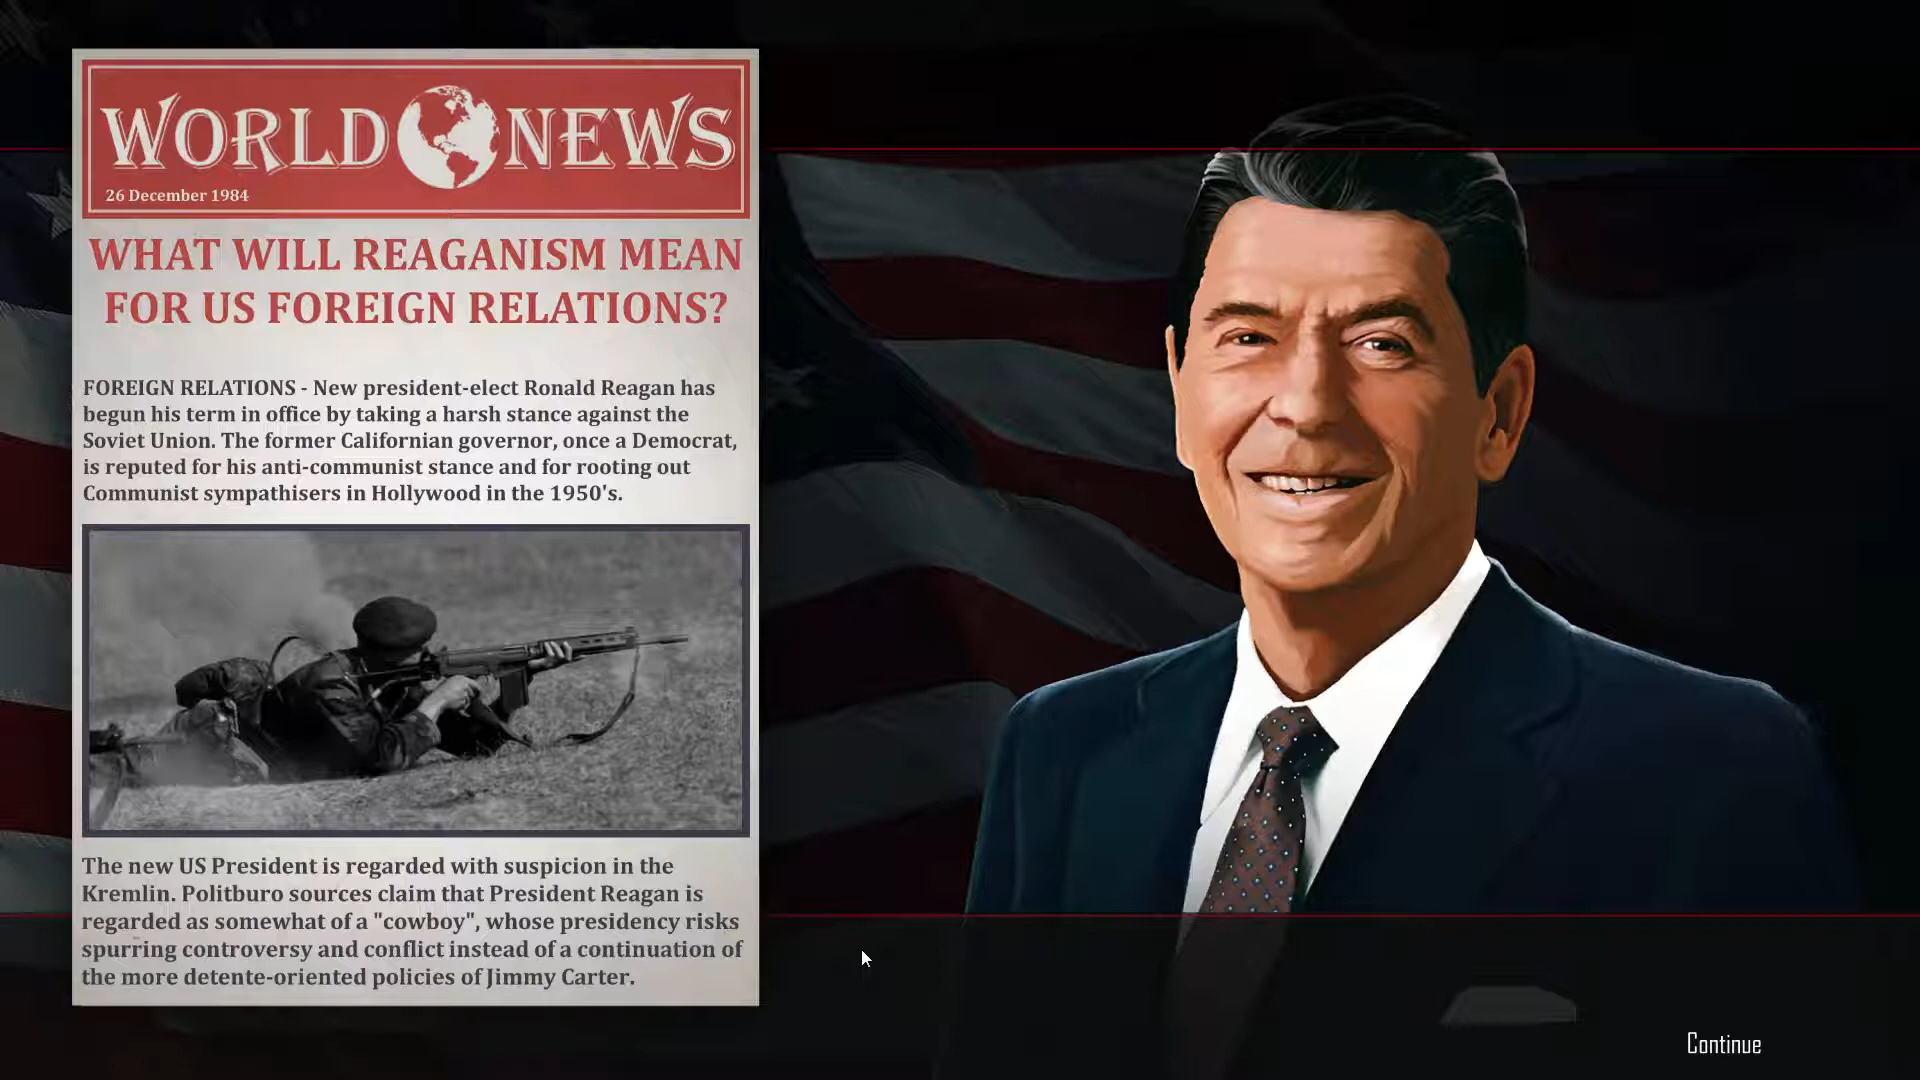 WORLD NEWS
26 December 1984
WHAT WILL REAGANISM MEAN
FOR US FOREIGN RELATIONS?
FOREIGN RELATIONS - New president-elect Ronald Reagan has
begun his term in office by taking a harsh stance against the
Soviet Union. The former Californian governor, once a Democrat,
is reputed for his anti-communist stance and for rooting out
Communist sympathisers in Hollywood in the 1950's.
The new US President is regarded with suspicion in the
Kremlin. Politburo sources claim that President Reagan is
regarded as somewhat of a "cowboy", whose presidency risks
spurring controversy and conflict instead of a continuation of
the more detente-oriented policies of Jimmy Carter.
Continue